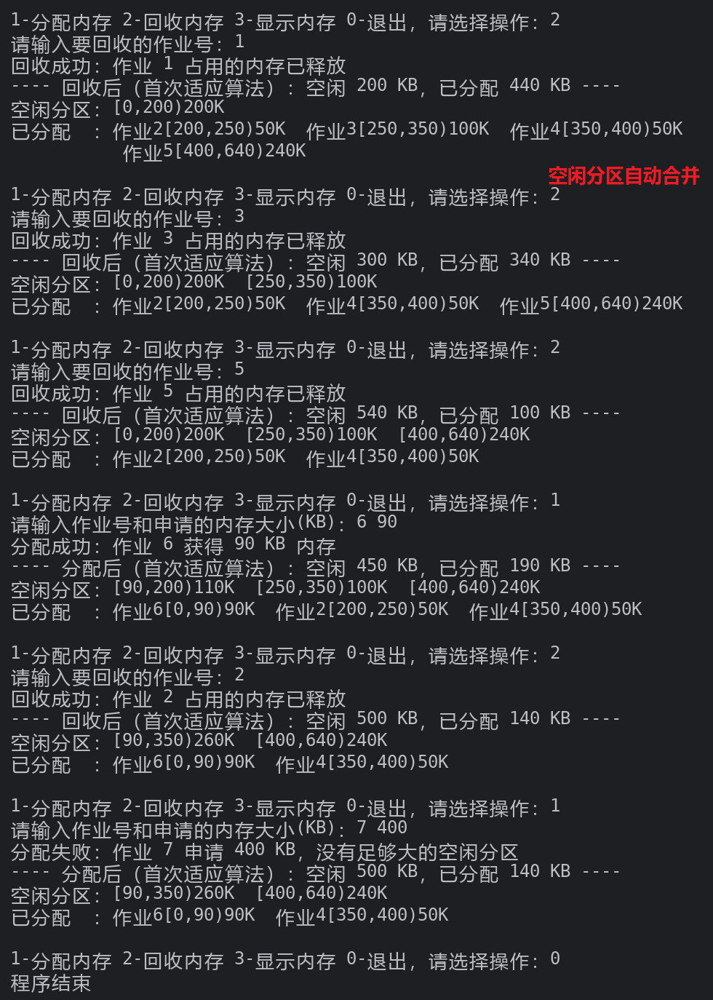 1-分配内存 2-回收内存 3-显示内存 0-退出，请选择操作：2
请输入要回收的作业号：1
回收成功：作业 1 占用的内存已释放
---- 回收后（首次适应算法）：空闲 200 KB，已分配 440 KB ----
空闲分区：[0,200)200K
已分配  ：作业2[200,250)50K  作业3[250,350)100K  作业4[350,400)50K
作业5[400,640)240K
空闲分区自动合并
1-分配内存 2-回收内存 3-显示内存 0-退出，请选择操作：2
请输入要回收的作业号：3
回收成功：作业 3 占用的内存已释放
---- 回收后（首次适应算法）：空闲 300 KB，已分配 340 KB ----
空闲分区：[0,200)200K  [250,350)100K
已分配  ：作业2[200,250)50K  作业4[350,400)50K  作业5[400,640)240K
1-分配内存 2-回收内存 3-显示内存 0-退出，请选择操作：2
请输入要回收的作业号：5
回收成功：作业 5 占用的内存已释放
---- 回收后（首次适应算法）：空闲 540 KB，已分配 100 KB ----
空闲分区：[0,200)200K  [250,350)100K  [400,640)240K
已分配  ：作业2[200,250)50K  作业4[350,400)50K
1-分配内存 2-回收内存 3-显示内存 0-退出，请选择操作：1
请输入作业号和申请的内存大小(KB)：6 90
分配成功：作业 6 获得 90 KB 内存
---- 分配后（首次适应算法）：空闲 450 KB，已分配 190 KB ----
空闲分区：[90,200)110K  [250,350)100K  [400,640)240K
已分配  ：作业6[0,90)90K  作业2[200,250)50K  作业4[350,400)50K
1-分配内存 2-回收内存 3-显示内存 0-退出，请选择操作：2
请输入要回收的作业号：2
回收成功：作业 2 占用的内存已释放
---- 回收后（首次适应算法）：空闲 500 KB，已分配 140 KB ----
空闲分区：[90,350)260K  [400,640)240K
已分配  ：作业6[0,90)90K  作业4[350,400)50K
1-分配内存 2-回收内存 3-显示内存 0-退出，请选择操作：1
请输入作业号和申请的内存大小(KB)：7 400
分配失败：作业 7 申请 400 KB，没有足够大的空闲分区
---- 分配后（首次适应算法）：空闲 500 KB，已分配 140 KB ----
空闲分区：[90,350)260K  [400,640)240K
已分配  ：作业6[0,90)90K  作业4[350,400)50K
1-分配内存 2-回收内存 3-显示内存 0-退出，请选择操作：0
程序结束